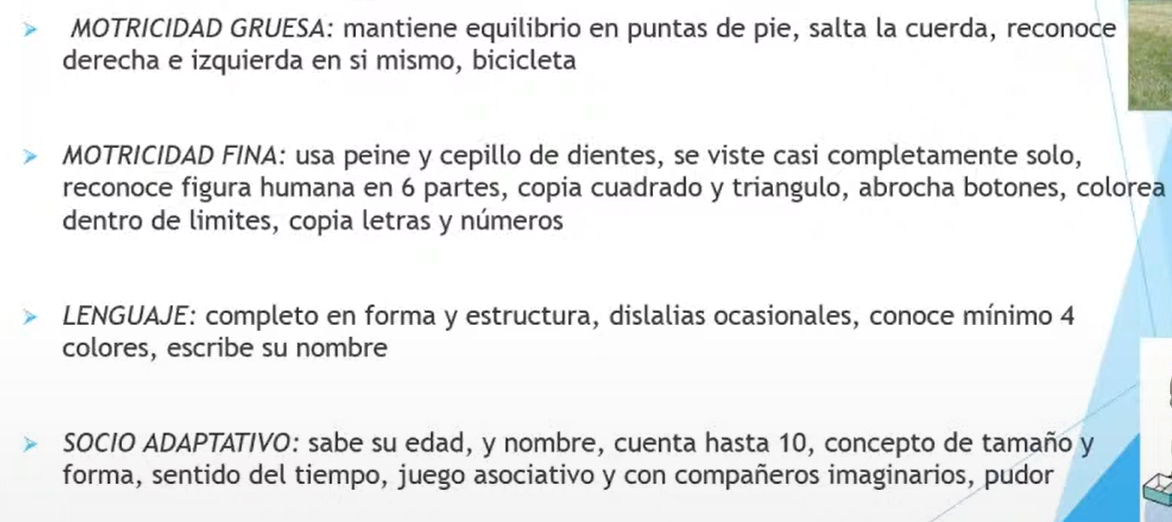 MOTRICIDAD GRUESA: mantiene equilibrio en puntas de pie, salta la cuerda, reconoce
derecha e izquierda en si mismo, bicicleta
MOTRICIDAD FINA: usa peine y cepillo de dientes, se viste casi completamente solo,
reconoce figura humana en 6 partes, copia cuadrado y triangulo, abrocha botones, colorea
dentro de limites, copia letras y números
LENGUAJE: completo en forma y estructura, dislalias ocasionales, conoce mínimo 4
colores, escribe su nombre
SOCIO ADAPTATIVO: sabe su edad, y nombre, cuenta hasta 10, concepto de tamaño y
forma, sentido del tiempo, juego asociativo y con compañeros imaginarios, pudor